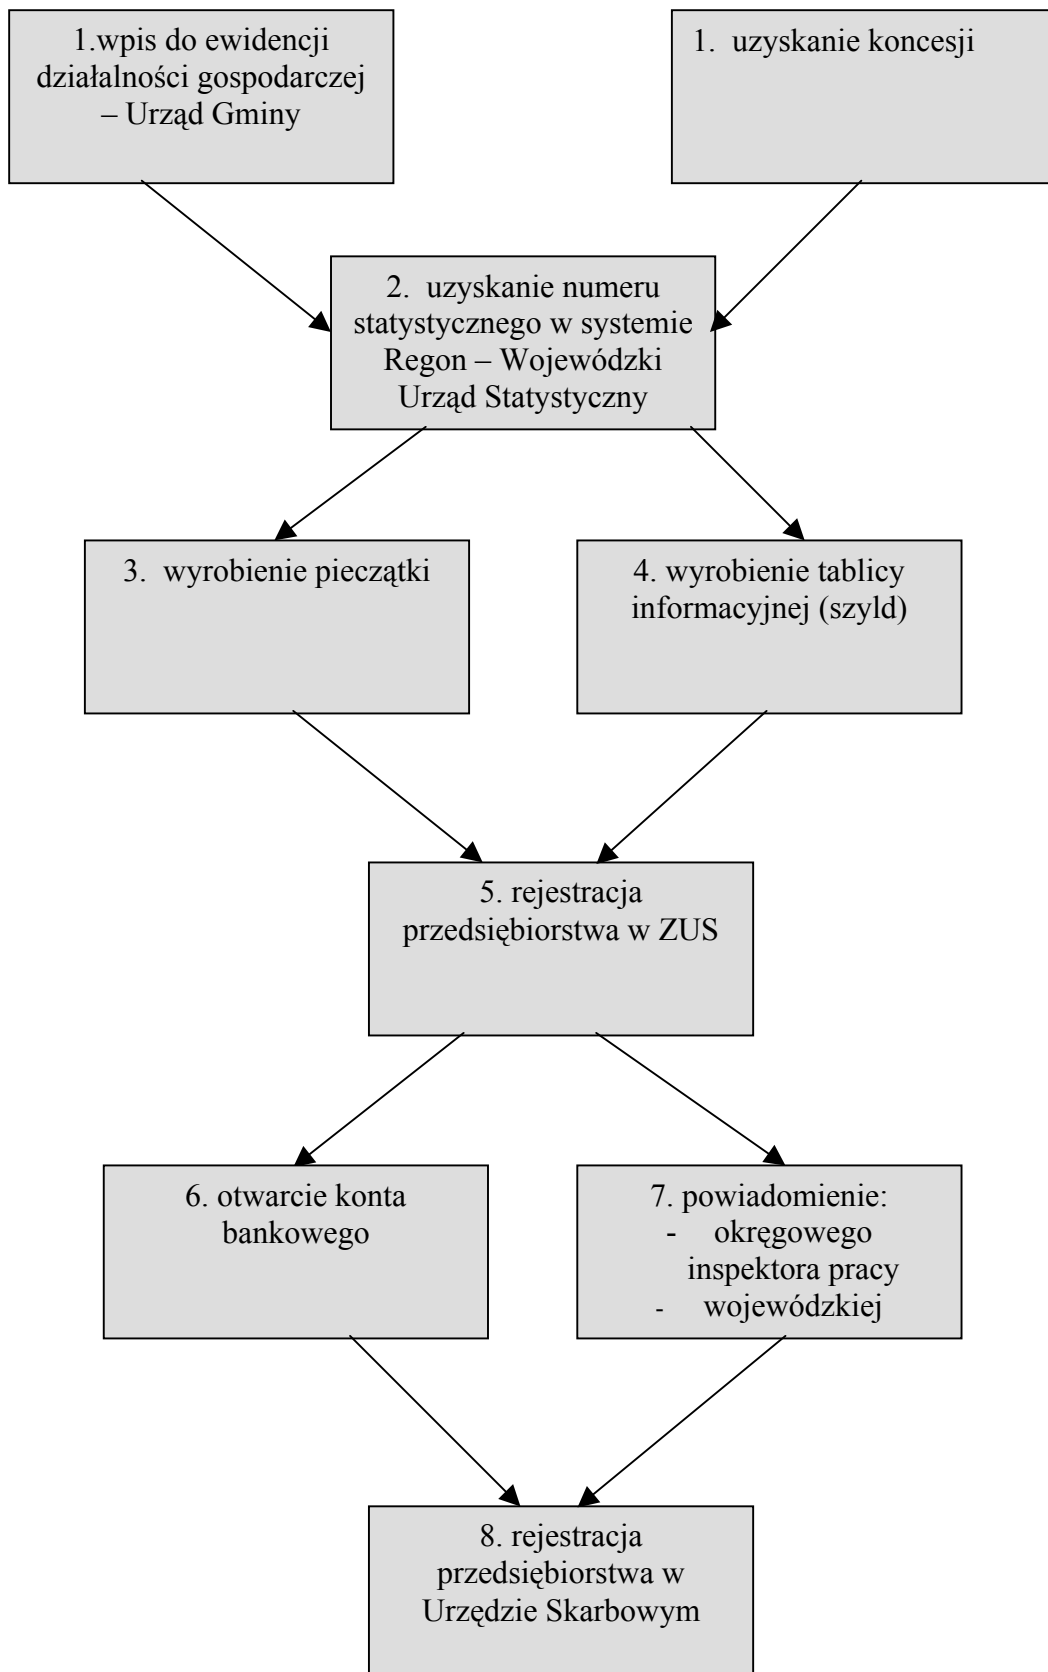 1.wpis do ewidencji
działalności gospodarczej
– Urząd Gminy
1. uzyskanie koncesji
2. uzyskanie numeru
statystycznego w systemie
Regon – Wojewódzki
Urząd Statystyczny
3. wyrobienie pieczątki
4. wyrobienie tablicy
informacyjnej (szyld)
5. rejestracja
przedsiębiorstwa w ZUS
6. otwarcie konta
bankowego
7. powiadomienie:
- okręgowego
inspektora pracy
- wojewódzkiej
8. rejestracja
przedsiębiorstwa w
Urzędzie Skarbowym